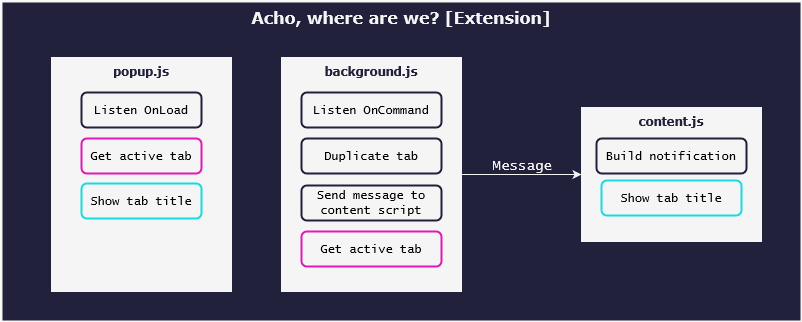 Acho, where are we? [Extension]
popup.js
Listen OnLoad
Get active tab
Show tab title
background.js
Listen OnCommand
Duplicate tab
Send message to
content script
Get active tab
Message
content.js
Build notification
Show tab title